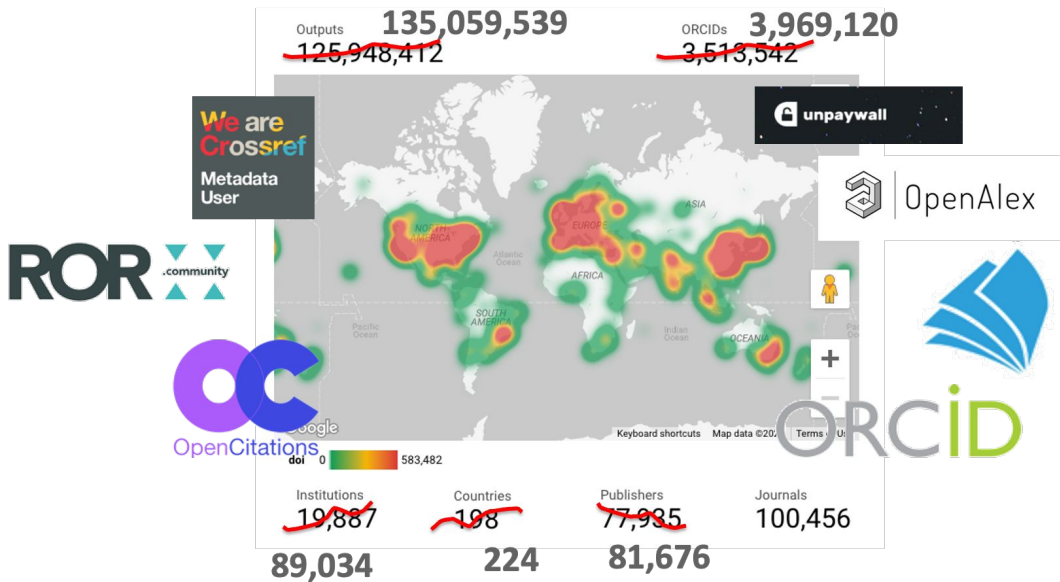 Outputs
135,059,539
125,948,412
ORCIDs
3,969,120
3,513,542
We are
Crossref
Metadata
User
unpaywall
OpenAlex
ROR .community
NORTH
AMERICA
Atlantic
Ocean
EUROPE
ASIA
AFRICA
SOUTH
AMERICA
Pacific
Ocean
Indian
Ocean
OCEANIA
OpenCitations
ORCID
Keyboard shortcuts
Map data
Terms
doi 0 583,482
Institutions
19,887
89,034
Countries
198
224
Publishers
77,935
81,676
Journals
100,456